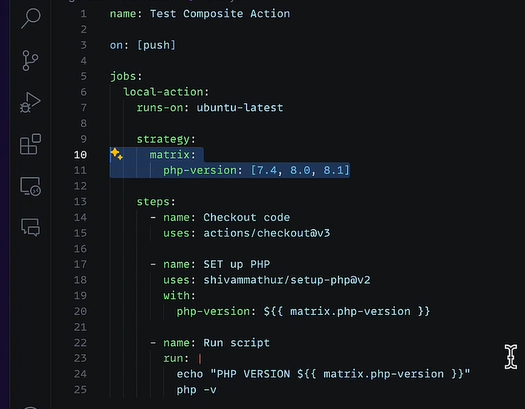 1 name: Test Composite Action
2
3 on: [push]
4
5 jobs:
6   local-action:
7     runs-on: ubuntu-latest
8
9     strategy:
10       matrix:
11         php-version: [7.4, 8.0, 8.1]
12
13     steps:
14       - name: Checkout code
15         uses: actions/checkout@v3
16
17       - name: SET up PHP
18         uses: shivammathur/setup-php@v2
19         with:
20           php-version: ${{ matrix.php-version }}
21
22       - name: Run script
23         run: |
24           echo "PHP VERSION ${{ matrix.php-version }}"
25           php -v